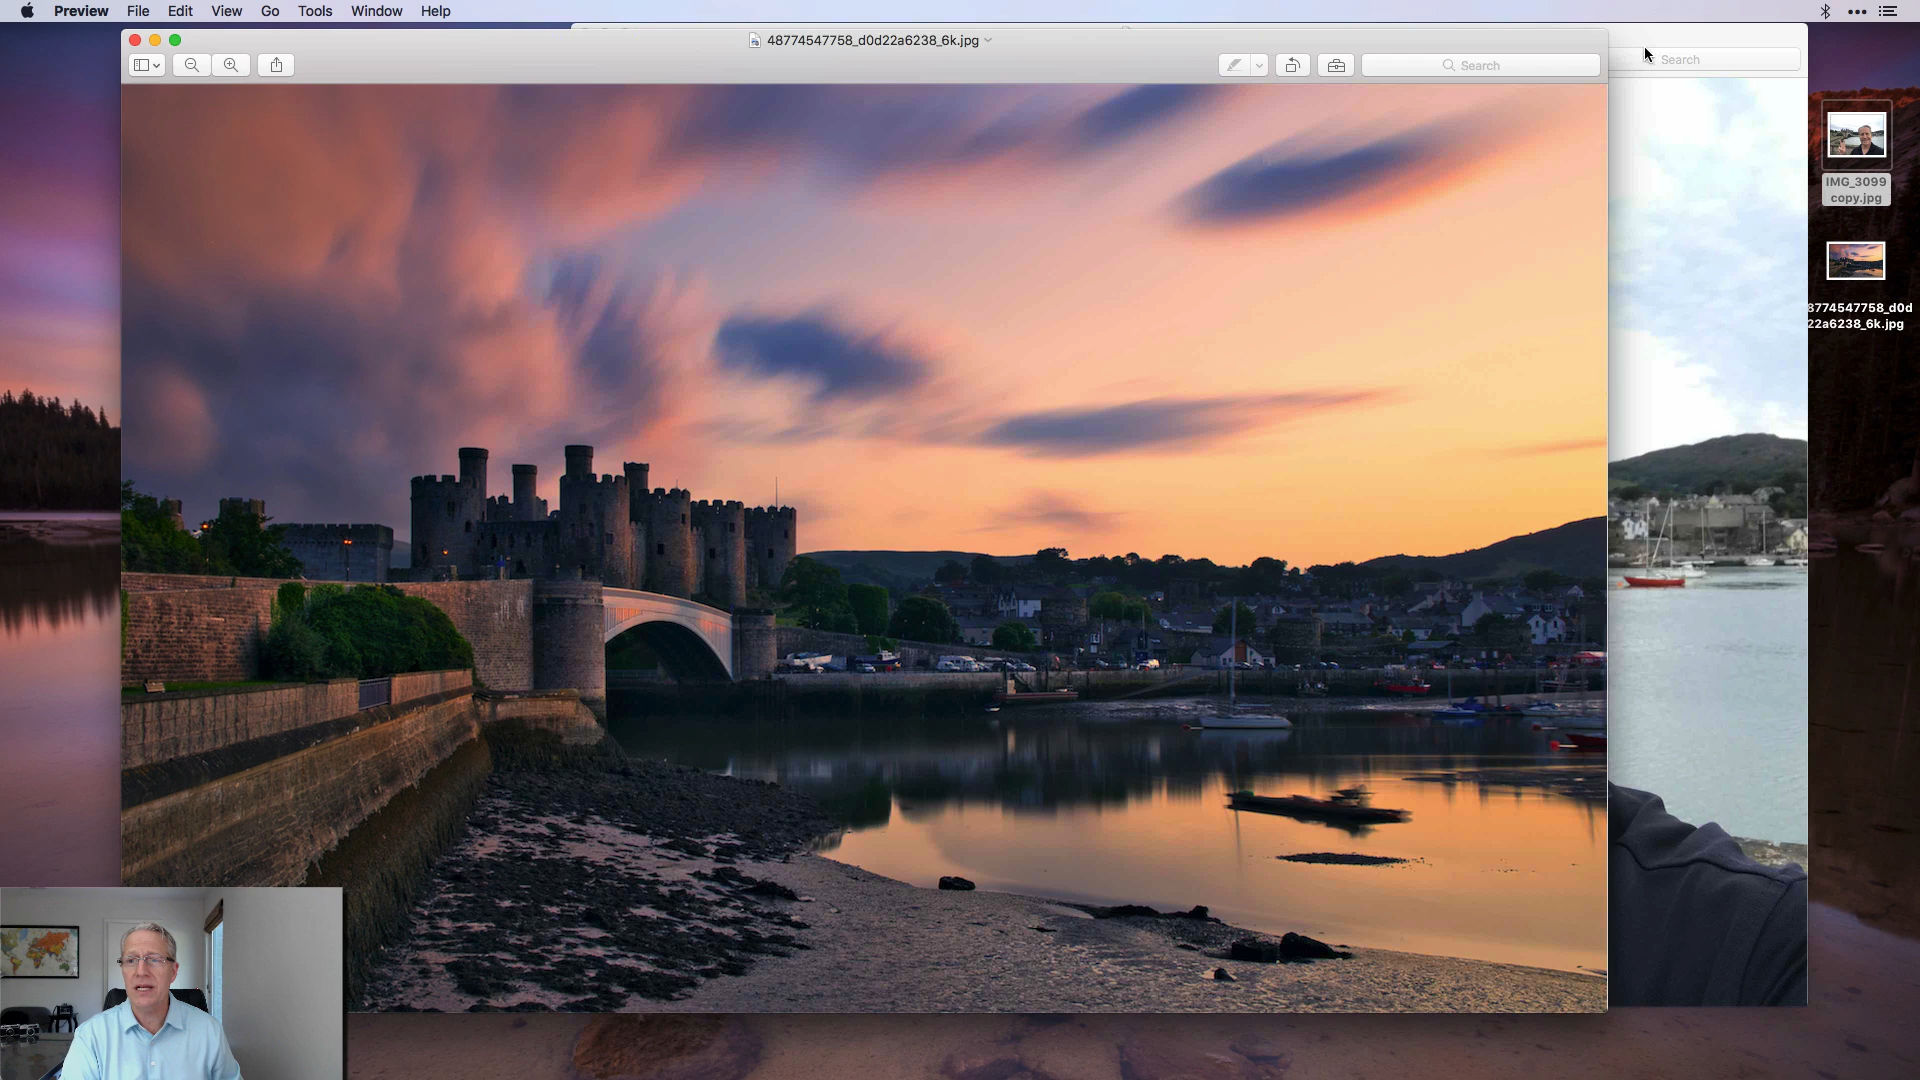 Preview File Edit View Go Tools Window Help
48774547758_d0d22a6238_6k.jpg
Search
Search
IMG_3099
copy.jpg
8774547758_d0d
22a6238_6k.jpg